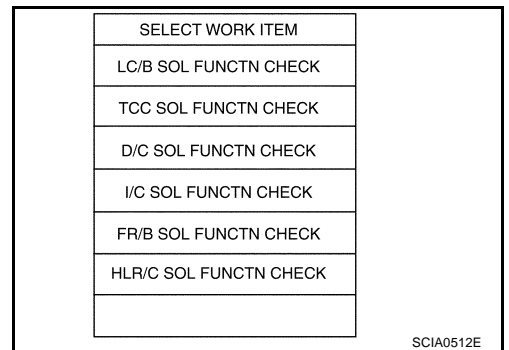 SELECT WORK ITEM
LC/B SOL FUNCTN CHECK
TCC SOL FUNCTN CHECK
D/C SOL FUNCTN CHECK
I/C SOL FUNCTN CHECK
FR/B SOL FUNCTN CHECK
HLR/C SOL FUNCTN CHECK
SCIA0512E